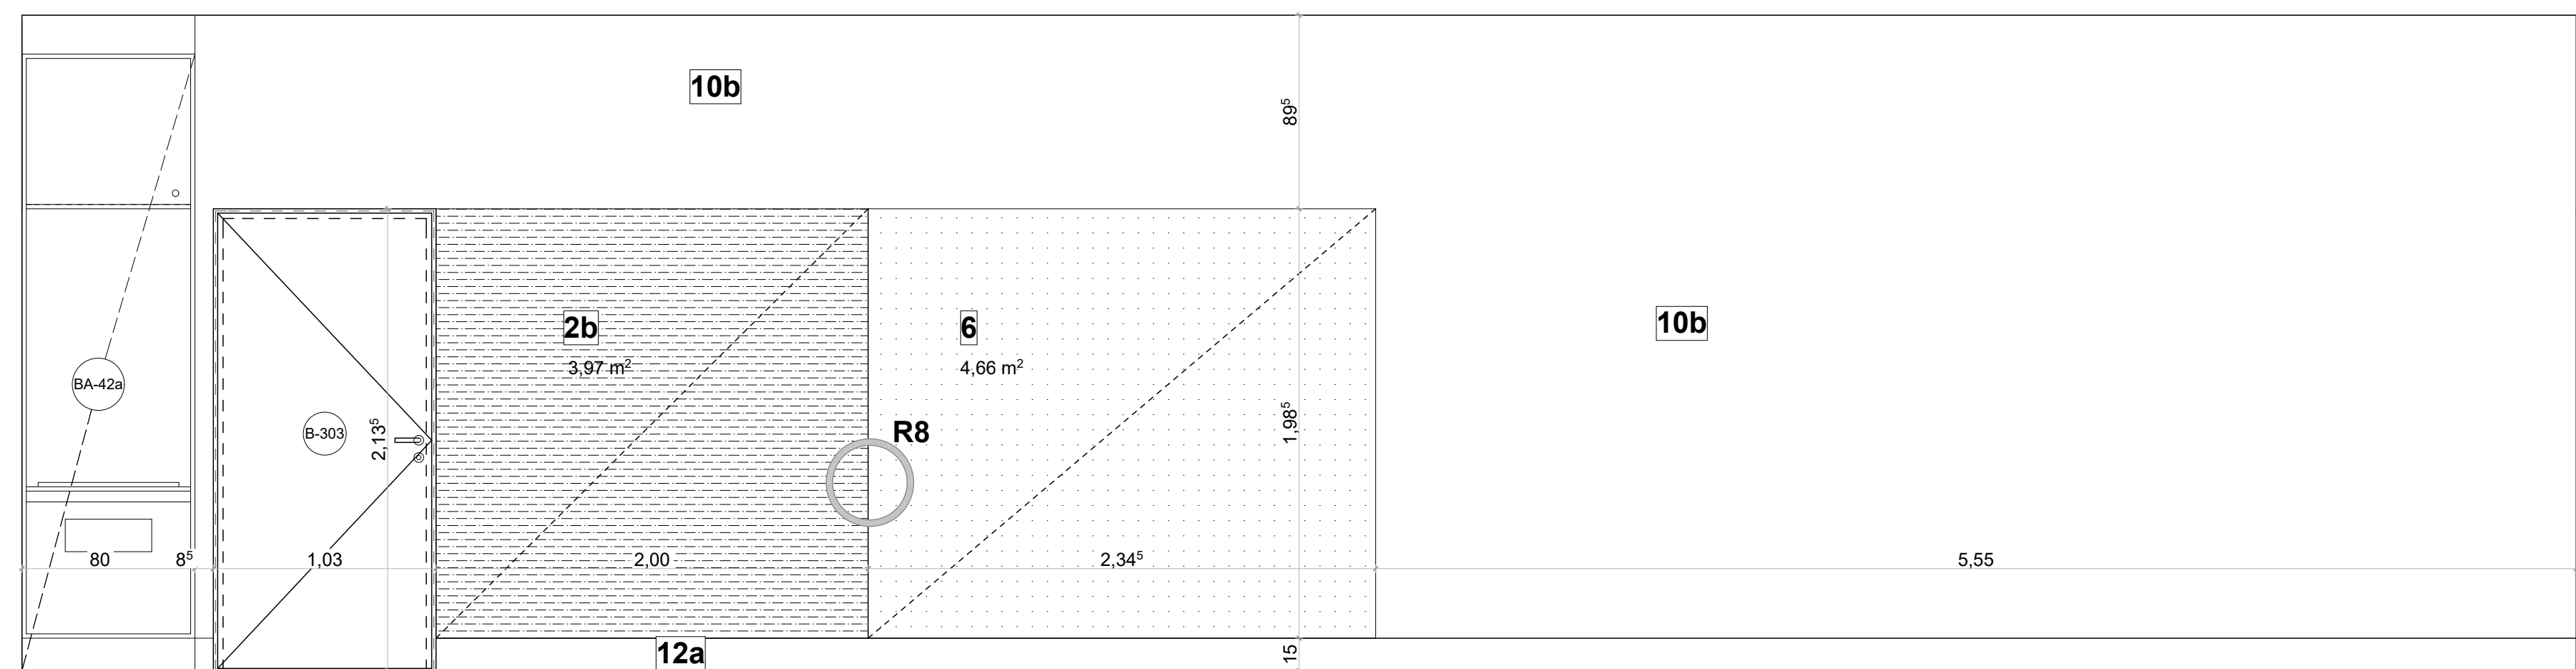 10b
89⁵
10b
2b
6
3,97 m²
4,66 m²
BA-42a
B-303
2,13⁵
R8
1,98⁵
80
8⁵
1,03
2,00
2,34⁵
5,55
12a
15